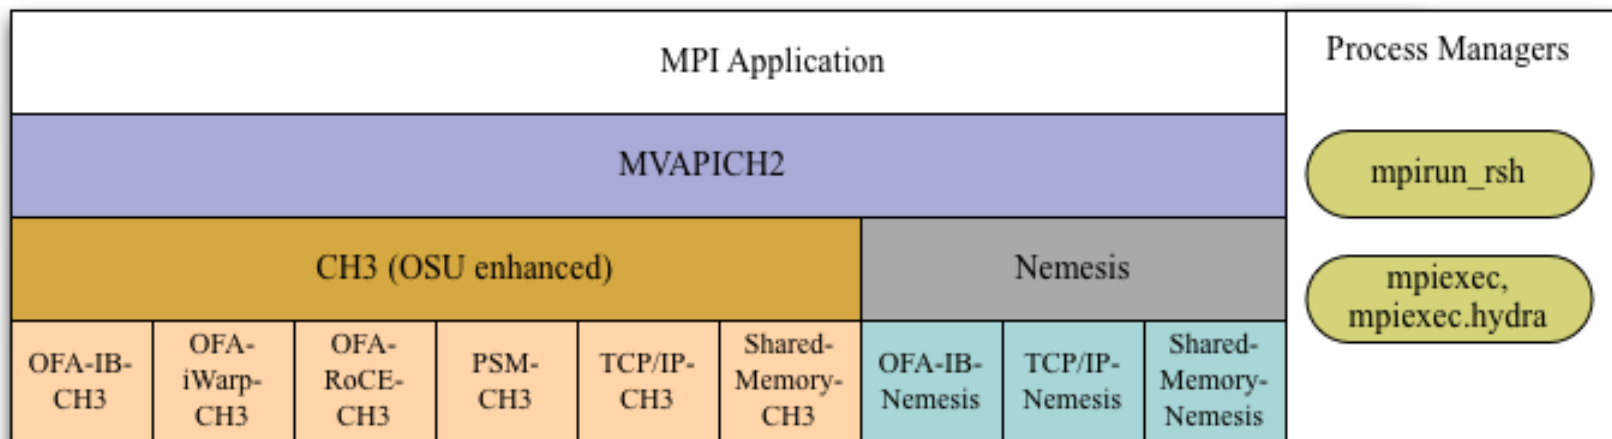 MPI Application
MVAPICH2
CH3 (OSU enhanced)
Nemesis
OFA-IB-
CH3
OFA-
iWarp-
CH3
OFA-
RoCE-
CH3
PSM-
CH3
TCP/IP-
CH3
Shared-
Memory-
CH3
OFA-IB-
Nemesis
TCP/IP-
Nemesis
Shared-
Memory-
Nemesis
Process Managers
mpirun_rsh
mpiexec,
mpiexec.hydra